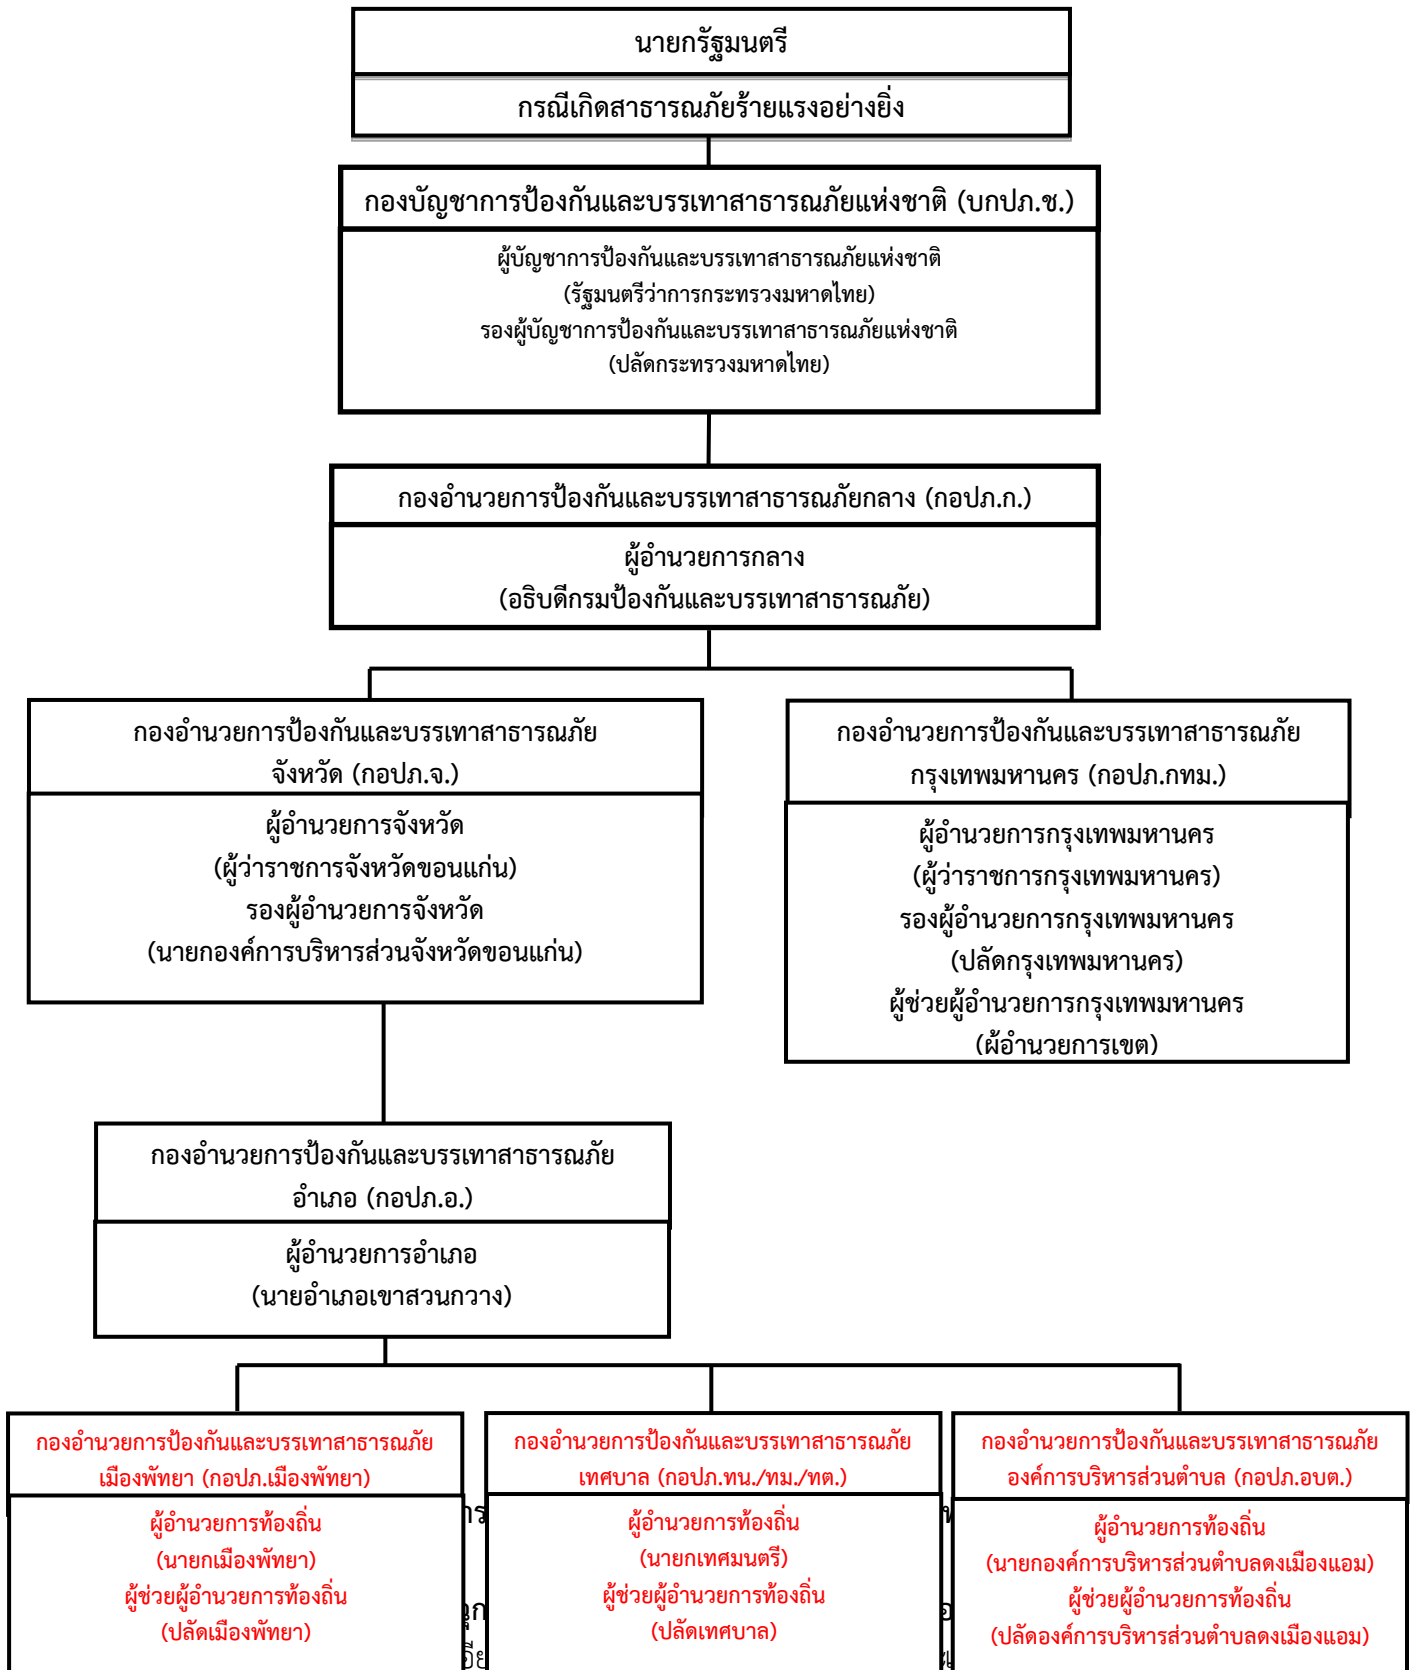 นายกรัฐมนตรี
กรณีเกิดสาธารณภัยร้ายแรงอย่างยิ่ง
กองบัญชาการป้องกันและบรรเทาสาธารณภัยแห่งชาติ (บกปภ.ช.)
ผู้บัญชาการป้องกันและบรรเทาสาธารณภัยแห่งชาติ
(รัฐมนตรีว่าการกระทรวงมหาดไทย)
รองผู้บัญชาการป้องกันและบรรเทาสาธารณภัยแห่งชาติ
(ปลัดกระทรวงมหาดไทย)
กองอำนวยการป้องกันและบรรเทาสาธารณภัยกลาง (กอปภ.ก.)
ผู้อำนวยการกลาง
(อธิบดีกรมป้องกันและบรรเทาสาธารณภัย)
กองอำนวยการป้องกันและบรรเทาสาธารณภัย
จังหวัด (กอปภ.จ.)
ผู้อำนวยการจังหวัด
(ผู้ว่าราชการจังหวัดขอนแก่น)
รองผู้อำนวยการจังหวัด
(นายกองค์การบริหารส่วนจังหวัดขอนแก่น)
กองอำนวยการป้องกันและบรรเทาสาธารณภัย
กรุงเทพมหานคร (กอปภ.กทม.)
ผู้อำนวยการกรุงเทพมหานคร
(ผู้ว่าราชการกรุงเทพมหานคร)
รองผู้อำนวยการกรุงเทพมหานคร
(ปลัดกรุงเทพมหานคร)
ผู้ช่วยผู้อำนวยการกรุงเทพมหานคร
(ผู้อำนวยการเขต)
กองอำนวยการป้องกันและบรรเทาสาธารณภัย
อำเภอ (กอปภ.อ.)
ผู้อำนวยการอำเภอ
(นายอำเภอเขาสวนกวาง)
กองอำนวยการป้องกันและบรรเทาสาธารณภัย
เมืองพัทยา (กอปภ.เมืองพัทยา)
ผู้อำนวยการท้องถิ่น
(นายกเมืองพัทยา)
ผู้ช่วยผู้อำนวยการท้องถิ่น
(ปลัดเมืองพัทยา)
กองอำนวยการป้องกันและบรรเทาสาธารณภัย
เทศบาล (กอปภ.ทน./ทม./ทต.)
ผู้อำนวยการท้องถิ่น
(นายกเทศมนตรี)
ผู้ช่วยผู้อำนวยการท้องถิ่น
(ปลัดเทศบาล)
กองอำนวยการป้องกันและบรรเทาสาธารณภัย
องค์การบริหารส่วนตำบล (กอปภ.อบต.)
ผู้อำนวยการท้องถิ่น
(นายกองค์การบริหารส่วนตำบลดงเมืองแอม)
ผู้ช่วยผู้อำนวยการท้องถิ่น
(ปลัดองค์การบริหารส่วนตำบลดงเมืองแอม)